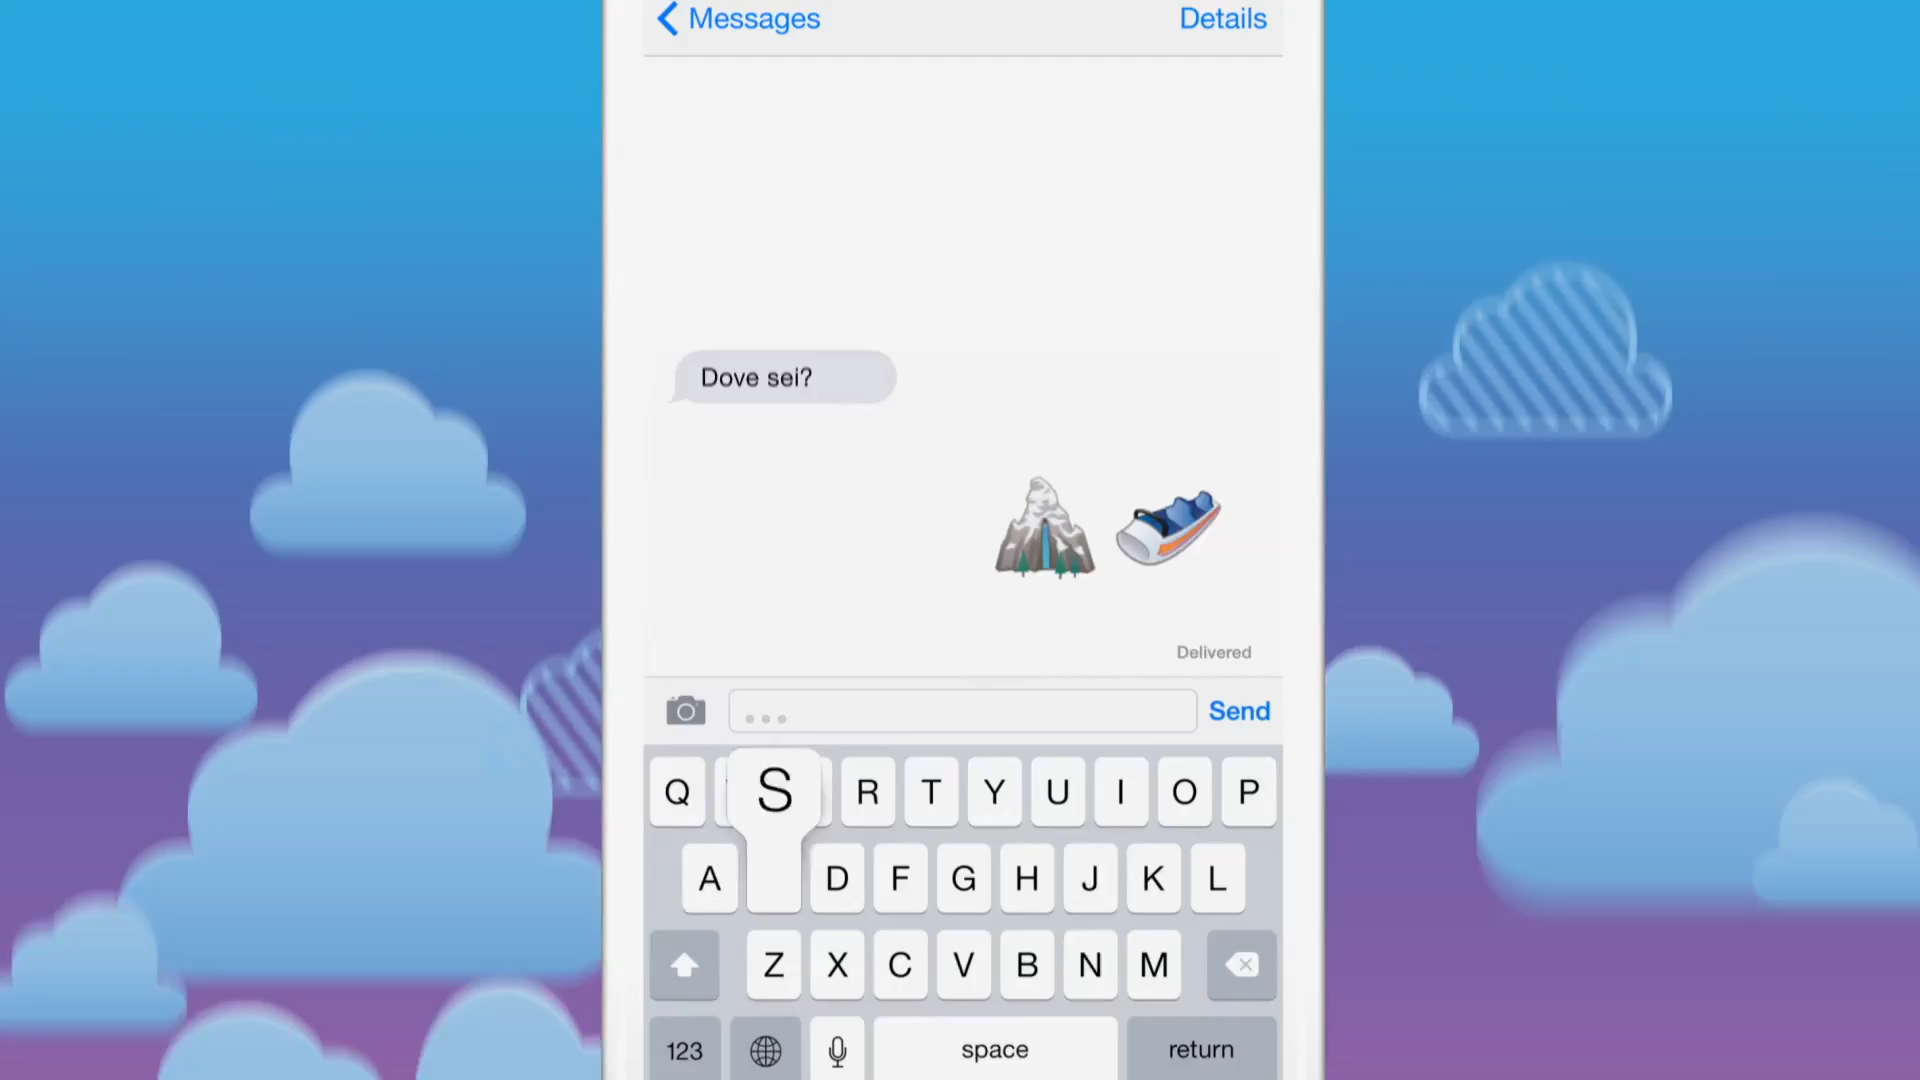 Messages Details
Dove sei?
Delivered
... Send
Q S R T Y U I O P
A D F G H J K L
Z X C V B N M
123 space return